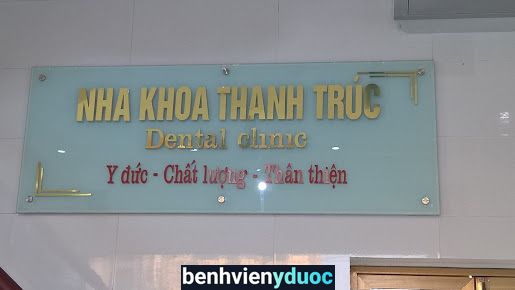 NHA KHOA THANH TRÚC
Dental clinic
Y đức - Chất lượng - Thân thiện
benhvienyduoc